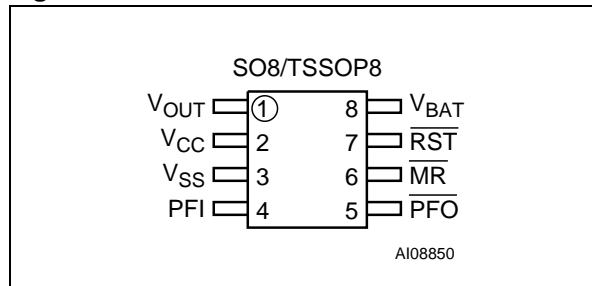 SO8/TSSOP8
VOUT 1 8 VBAT
VCC 2 7 RST
VSS 3 6 MR
PFI 4 5 PFO
AI08850